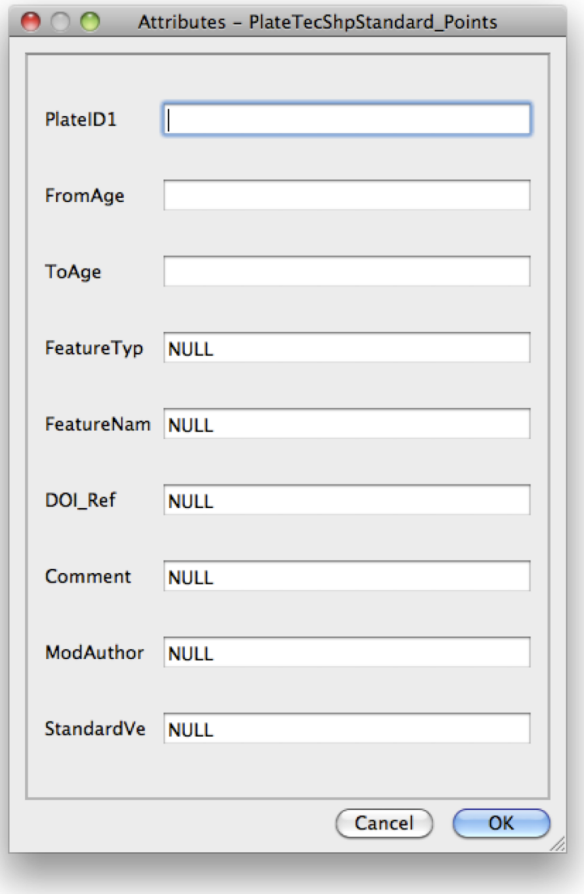 Attributes - PlateTecShpStandard_Points
PlateID1
FromAge
ToAge
FeatureTyp NULL
FeatureNam NULL
DOI_Ref NULL
Comment NULL
ModAuthor NULL
StandardVe NULL
Cancel OK